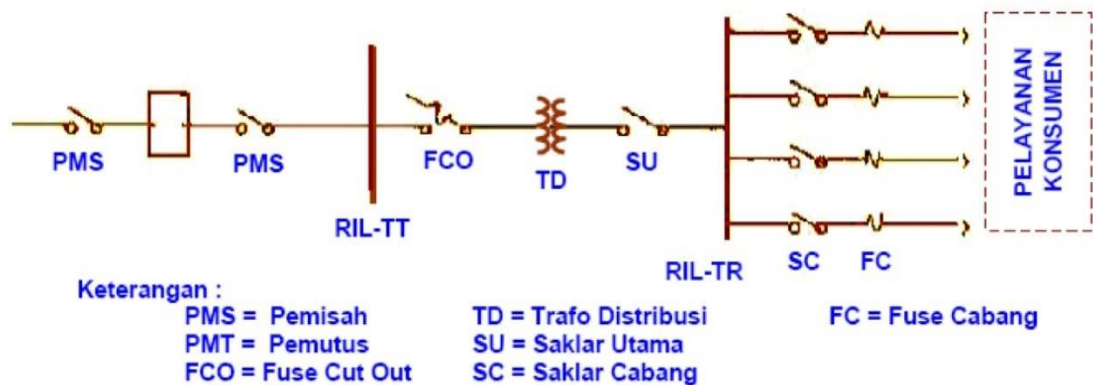 PELAYANAN
KONSUMEN
PMS
PMS
FCO
TD
SU
RIL-TT
RIL-TR
SC
FC
Keterangan :
PMS = Pemisah
TD = Trafo Distribusi
FC = Fuse Cabang
PMT = Pemutus
SU = Saklar Utama
FCO = Fuse Cut Out
SC = Saklar Cabang